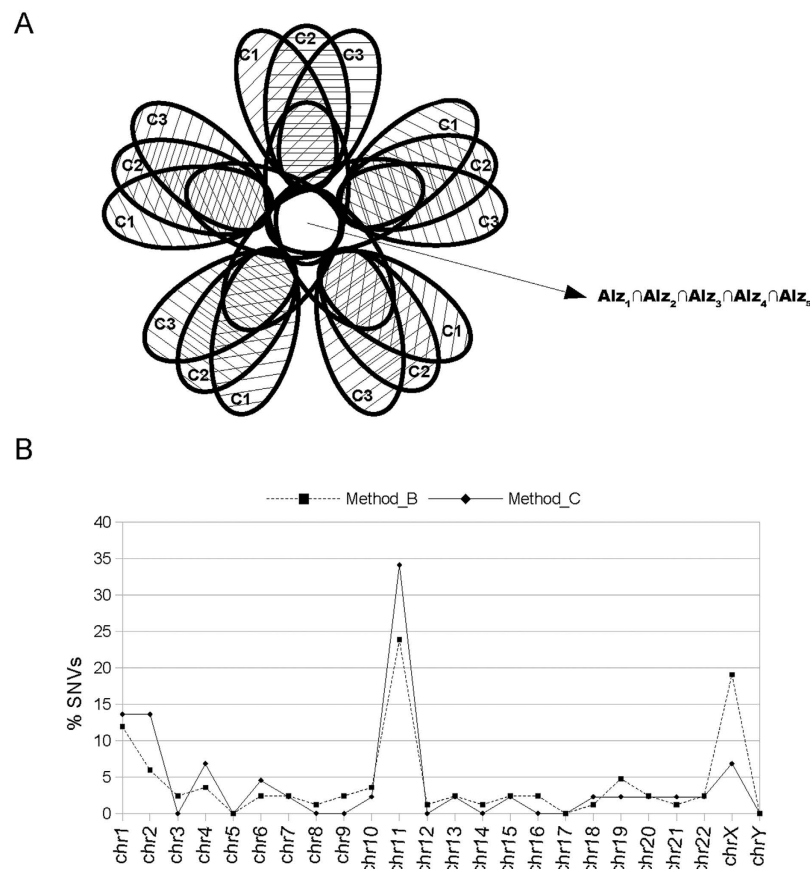 A
C1
C2
C3
C3
C2
C1
C1
C2
C3
C3
C2
C1
C1
C2
C3
Alz1∩Alz2∩Alz3∩Alz4∩Alz5
B
Method_B
Method_C
% SNVs
40
35
30
25
20
15
10
5
0
chr1
chr2
chr3
chr4
chr5
chr6
chr7
chr8
chr9
chr10
chr11
chr12
chr13
chr14
chr15
chr16
chr17
chr18
chr19
chr20
chr21
chr22
chrX
chrY